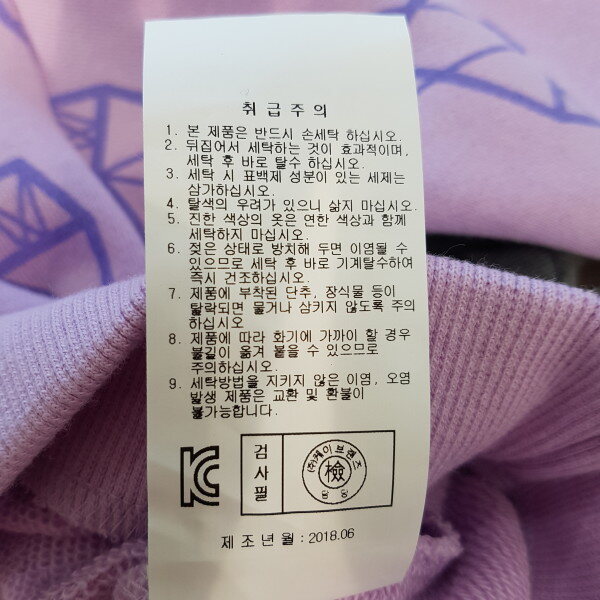 취급주의
1. 본 제품은 반드시 손세탁 하십시오.
2. 뒤집어서 세탁하는 것이 효과적이며,
세탁 후 바로 탈수 하십시오.
3. 세탁 시 표백제 성분이 있는 세제는
삼가하십시오.
4. 탈색의 우려가 있으니 삶지 마십시오.
5. 진한 색상의 옷은 연한 색상과 함께
세탁하지 마십시오.
6. 젖은 상태로 방치해 두면 이염될 수
있으므로 세탁 후 바로 기계탈수하여
즉시 건조하십시오.
7. 제품에 부착된 단추, 장식물 등이
탈락되면 물거나 삼키지 않도록 주의
하십시오
8. 제품에 따라 화기에 가까이 할 경우
불길이 옮겨 붙을 수 있으므로
주의하십시오.
9. 세탁방법을 지키지 않은 이염, 오염
발생 제품은 교환 및 환불이
불가능합니다.
검사필
(주)케이브랜즈
檢
제조년월 : 2018.06